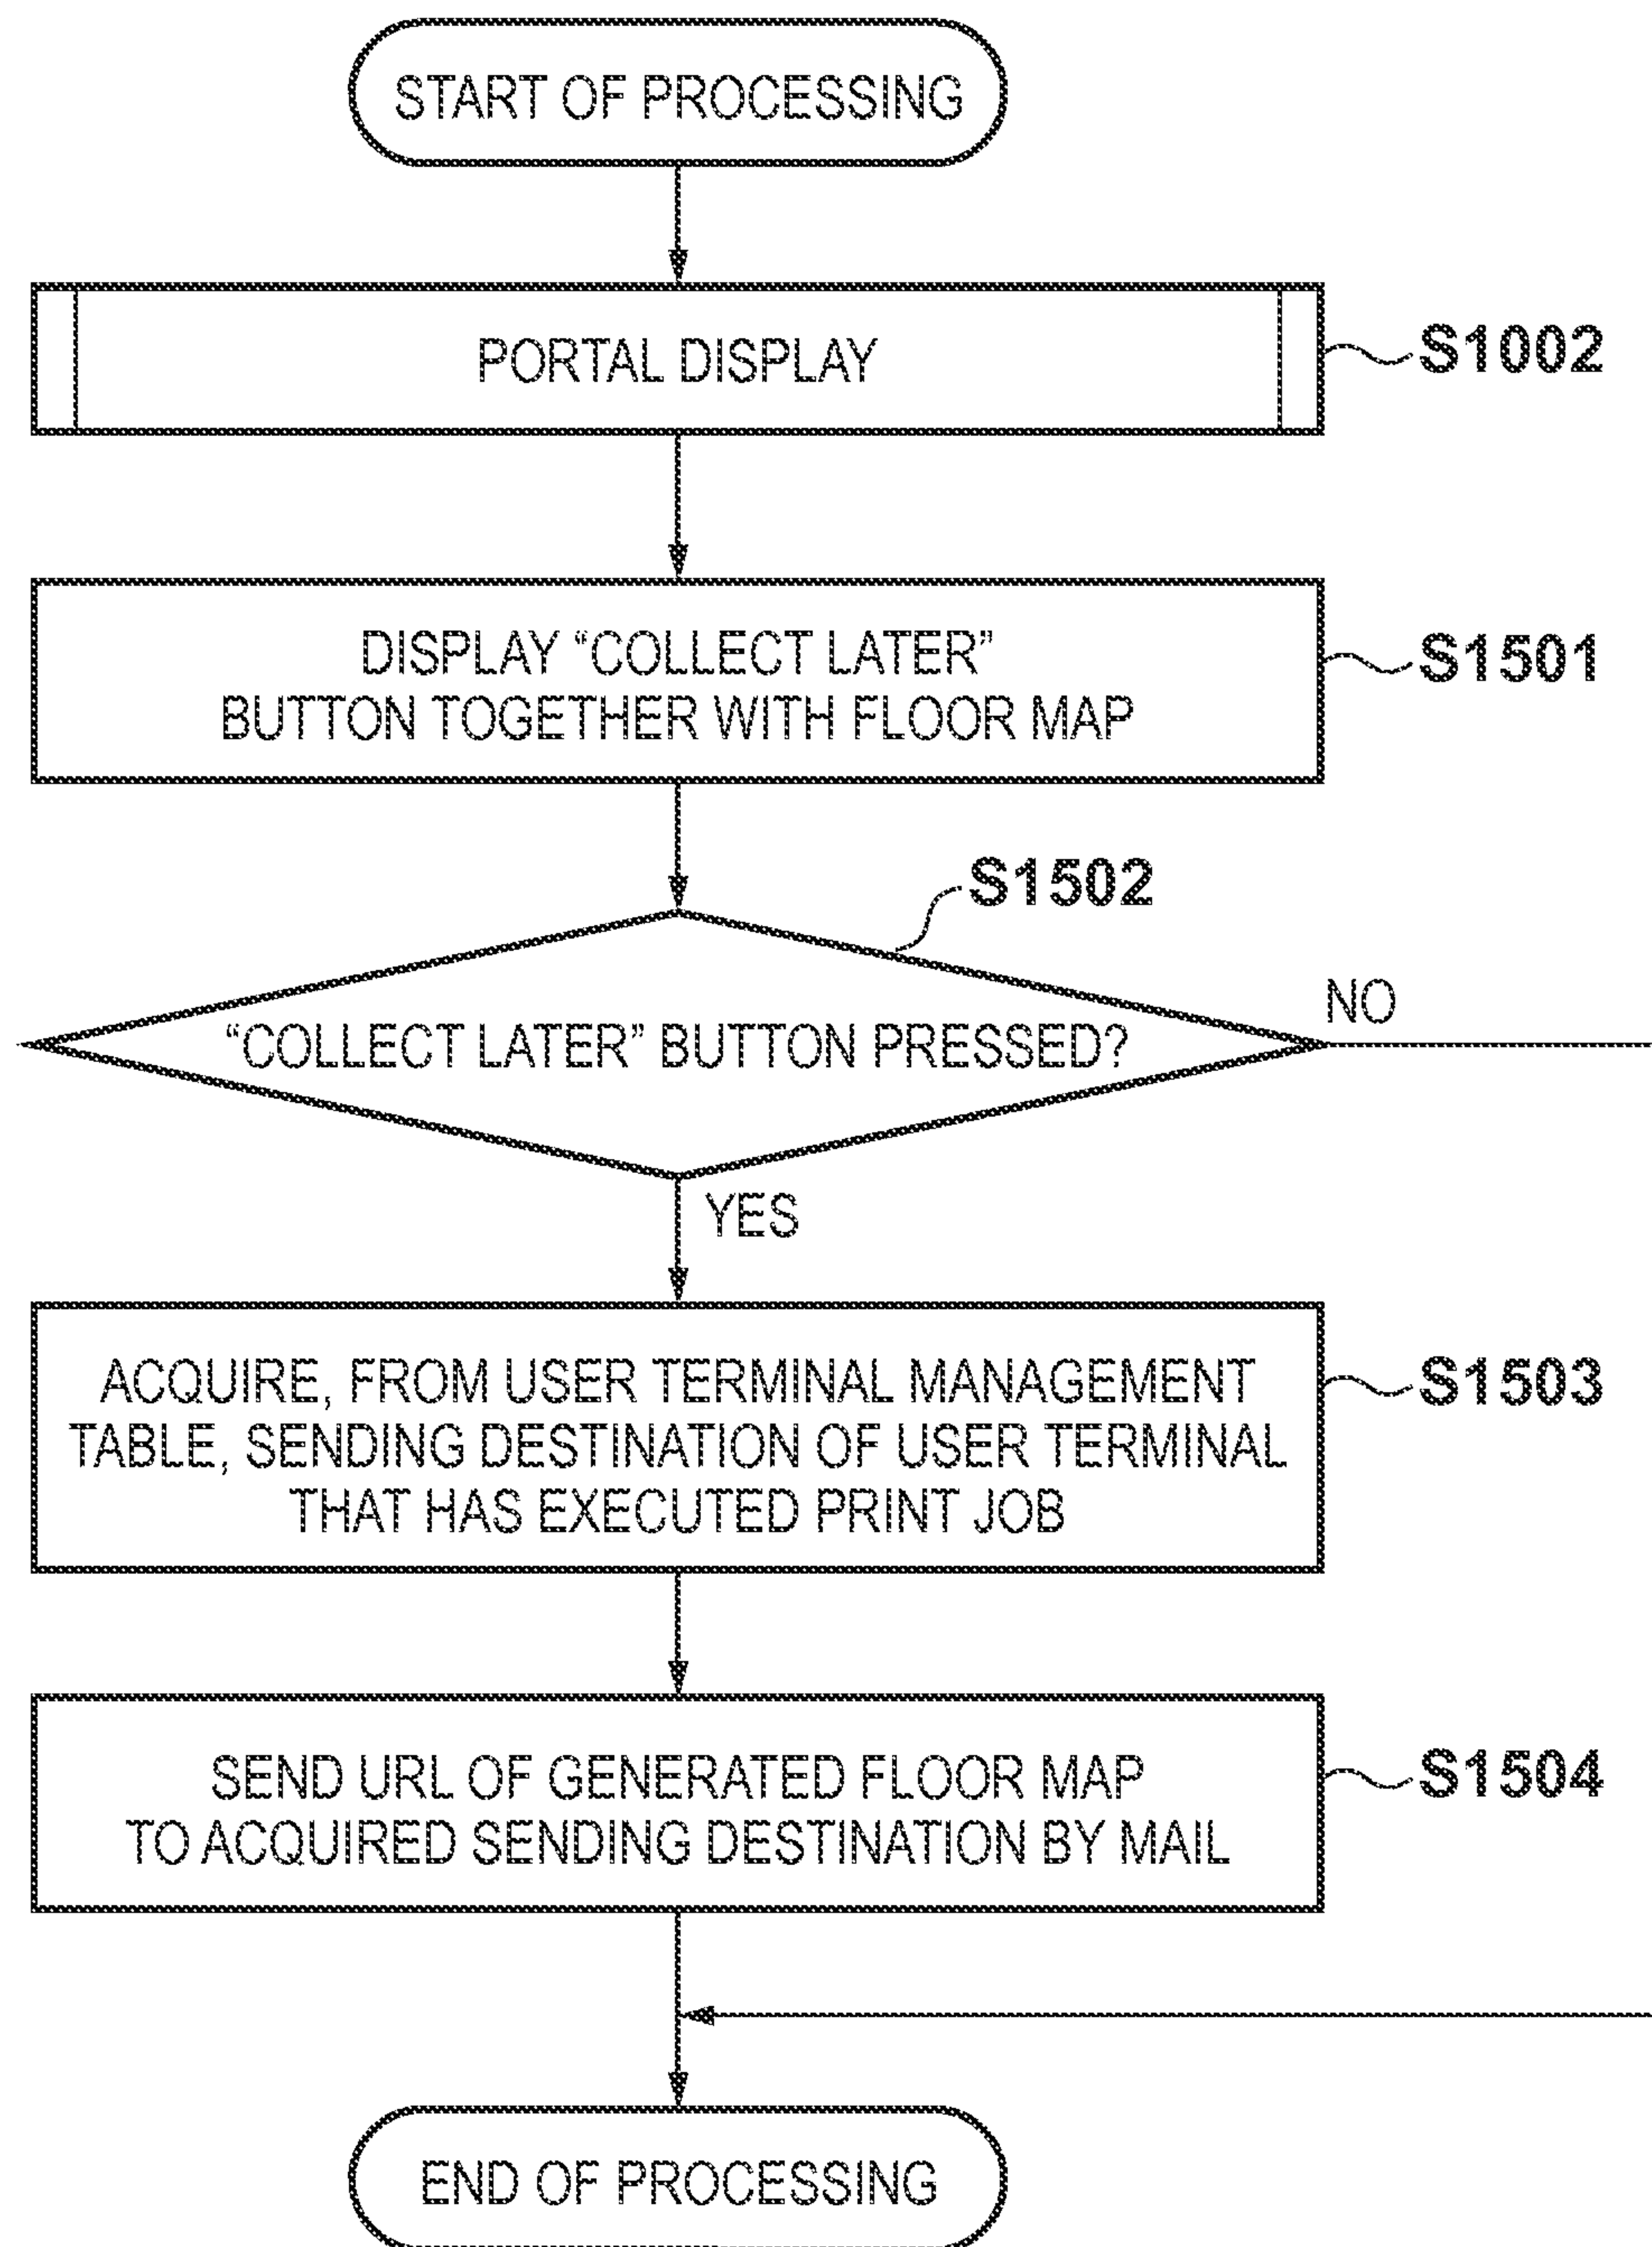 START OF PROCESSING
PORTAL DISPLAY
S1002
DISPLAY “COLLECT LATER”
BUTTON TOGETHER WITH FLOOR MAP
S1501
S1502
“COLLECT LATER” BUTTON PRESSED?
NO
YES
ACQUIRE, FROM USER TERMINAL MANAGEMENT
TABLE, SENDING DESTINATION OF USER TERMINAL
THAT HAS EXECUTED PRINT JOB
S1503
SEND URL OF GENERATED FLOOR MAP
TO ACQUIRED SENDING DESTINATION BY MAIL
S1504
END OF PROCESSING